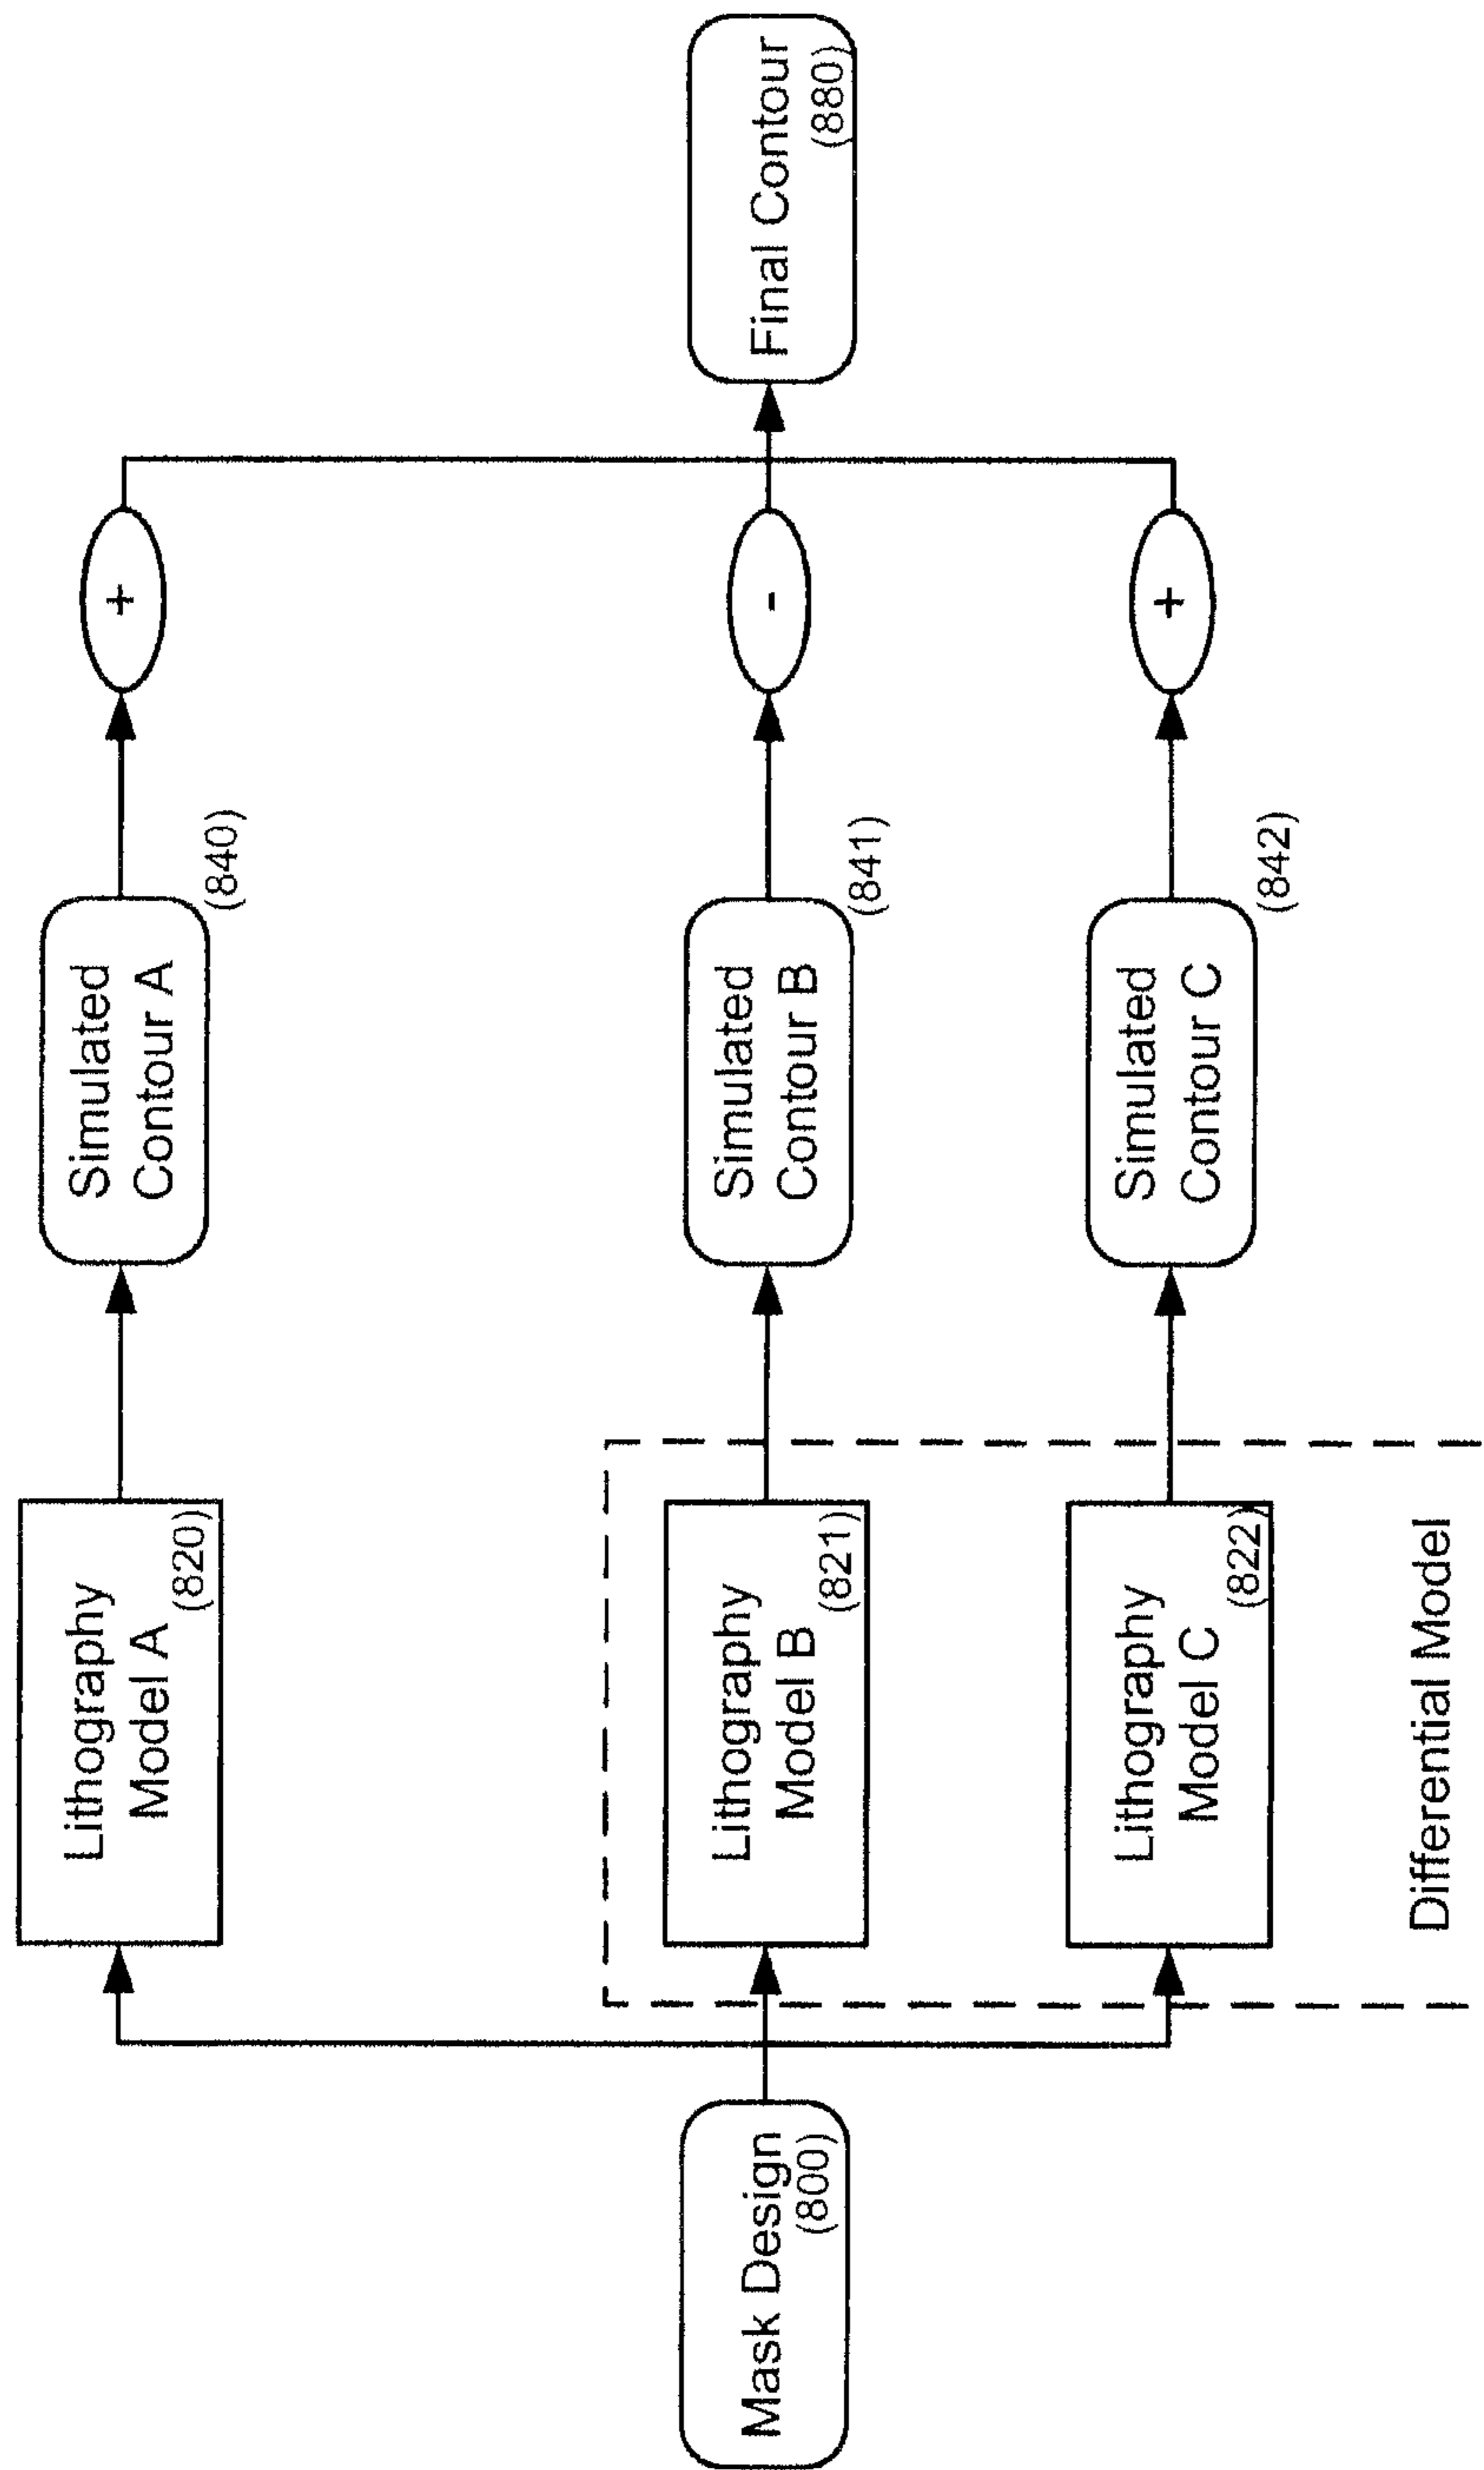 Mask Design
(800)
Lithography
Model A
(820)
Lithography
Model B
(821)
Lithography
Model C
(822)
Differential Model
Simulated
Contour A
(840)
Simulated
Contour B
(841)
Simulated
Contour C
(842)
+
-
+
Final Contour
(880)